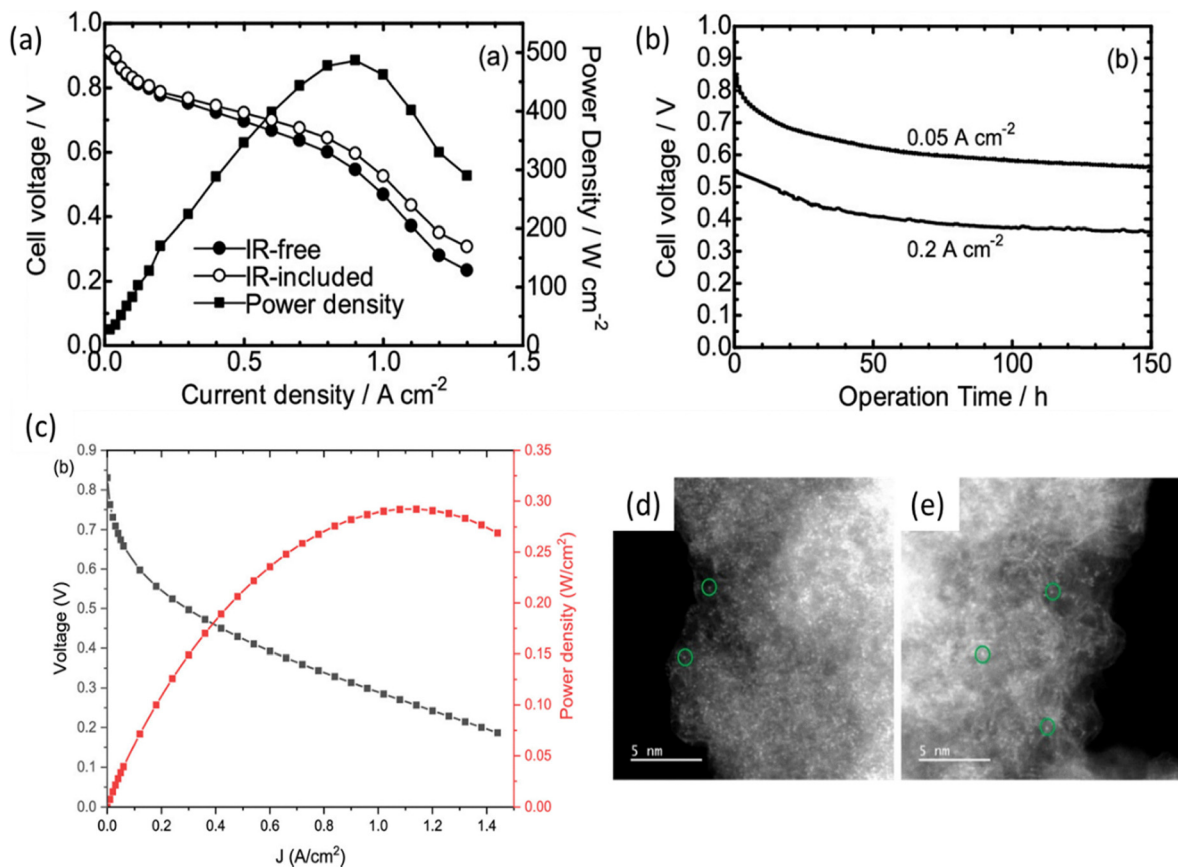 (a)
(a)
Cell voltage / V
1.0
0.8
0.6
0.4
0.2
0.0
500
400
300
200
100
0
Power Density / W cm-2
IR-free
IR-included
Power density
0.0
0.5
1.0
1.5
Current density / A cm-2
(b)
(b)
Cell voltage / V
1.0
0.9
0.8
0.7
0.6
0.5
0.4
0.3
0.2
0.1
0.0
0.05 A cm-2
0.2 A cm-2
0
50
100
150
Operation Time / h
(c)
(b)
Voltage (V)
0.9
0.8
0.7
0.6
0.5
0.4
0.3
0.2
0.1
0.0
0.35
0.30
0.25
0.20
0.15
0.10
0.05
0.00
Power density (W/cm²)
0.0
0.2
0.4
0.6
0.8
1.0
1.2
1.4
J (A/cm²)
(d)
5 nm
(e)
5 nm